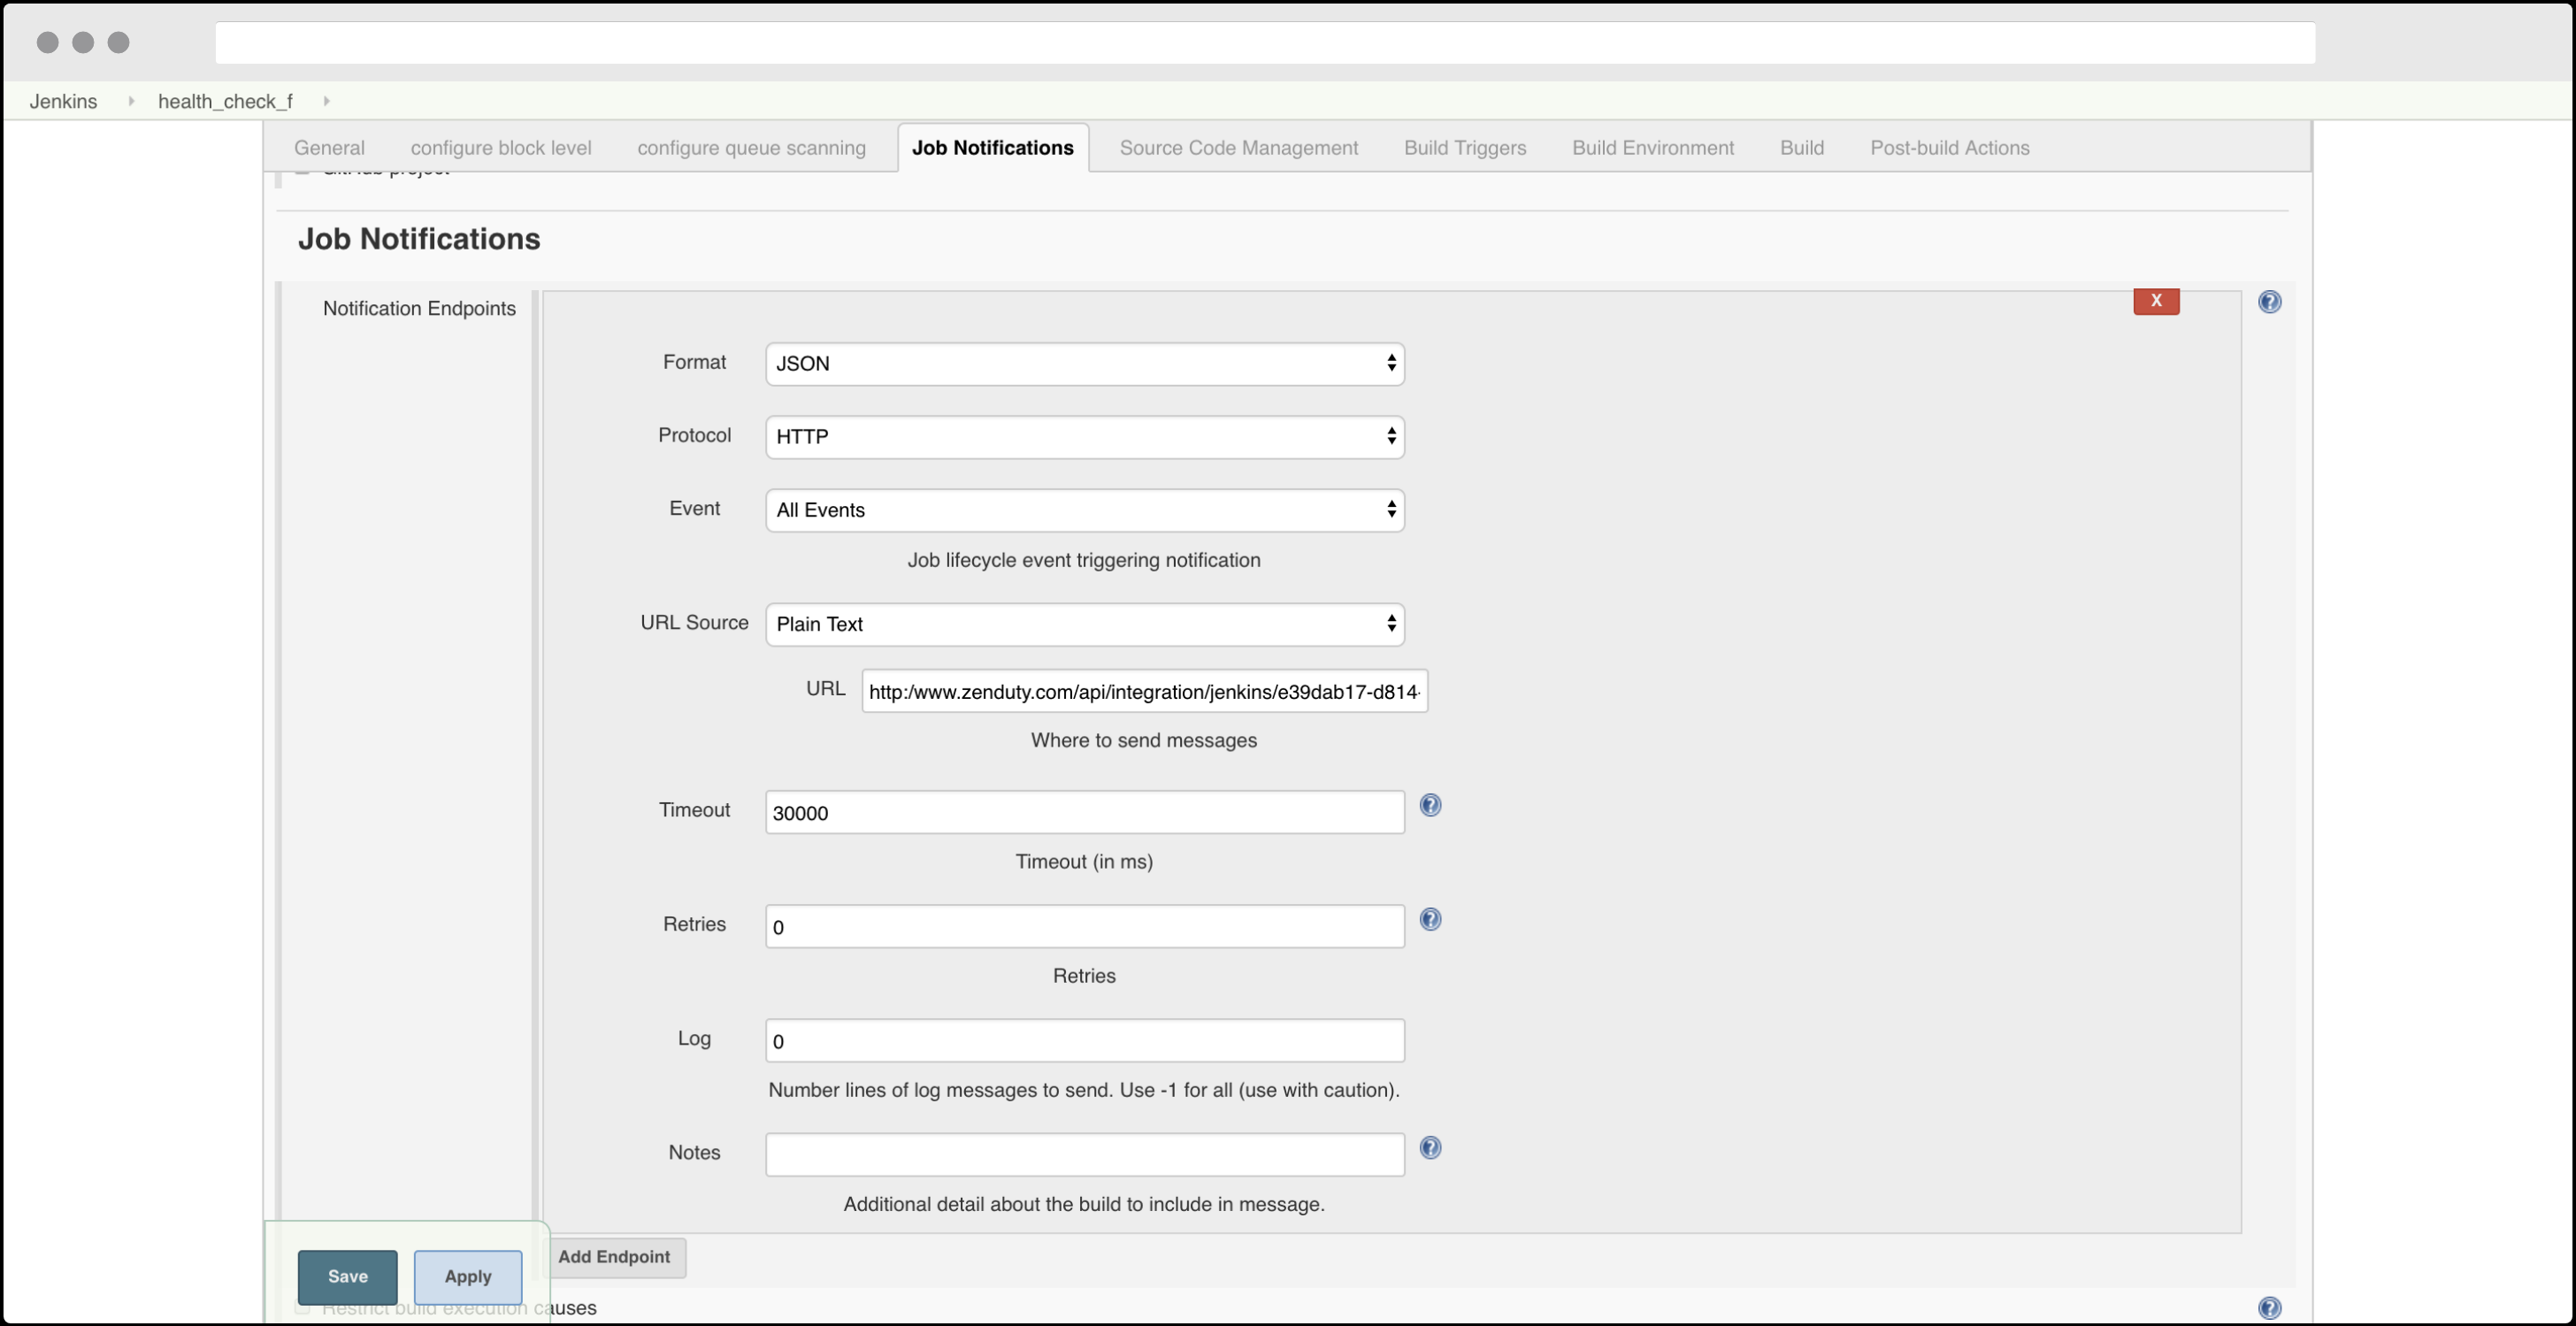 Jenkins health_check_f
General configure block level configure queue scanning Job Notifications Source Code Management Build Triggers Build Environment Build Post-build Actions
GitHub project
Job Notifications
Notification Endpoints
X
Format JSON
Protocol HTTP
Event All Events
Job lifecycle event triggering notification
URL Source Plain Text
URL http:/www.zenduty.com/api/integration/jenkins/e39dab17-d814-
Where to send messages
Timeout 30000
Timeout (in ms)
Retries 0
Retries
Log 0
Number lines of log messages to send. Use -1 for all (use with caution).
Notes
Additional detail about the build to include in message.
Add Endpoint
Save Apply
Restrict build execution causes